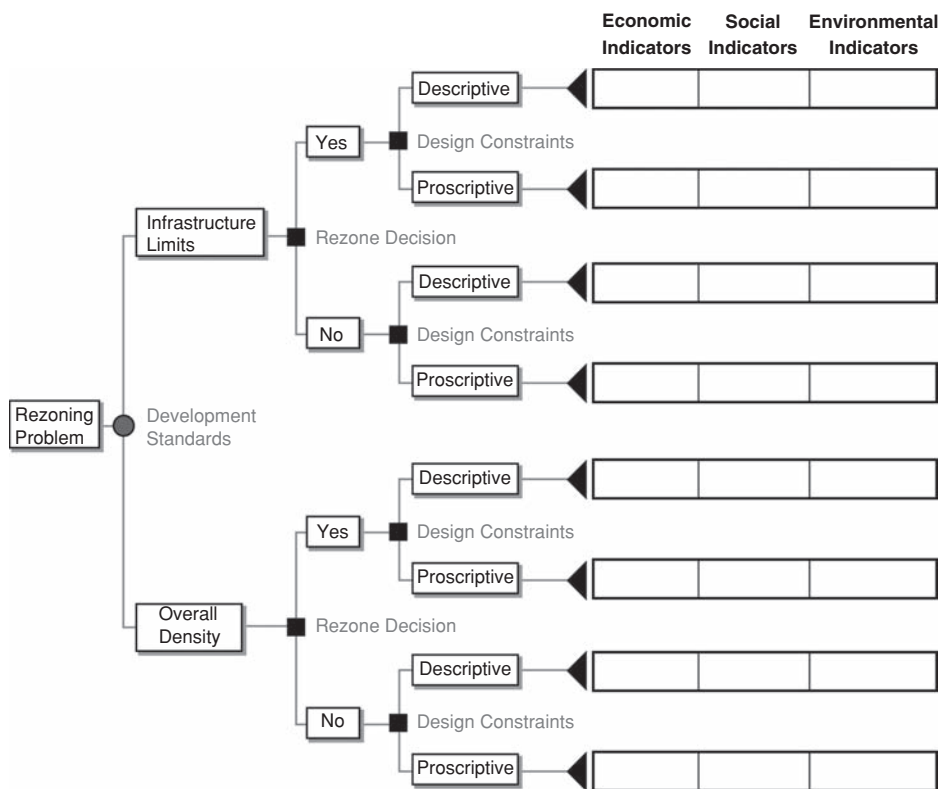 Economic
Indicators
Social
Indicators
Environmental
Indicators
Descriptive
Yes
Design Constraints
Proscriptive
Infrastructure
Limits
Rezone Decision
Descriptive
No
Design Constraints
Proscriptive
Rezoning
Problem
Development
Standards
Descriptive
Yes
Design Constraints
Proscriptive
Overall
Density
Rezone Decision
Descriptive
No
Design Constraints
Proscriptive